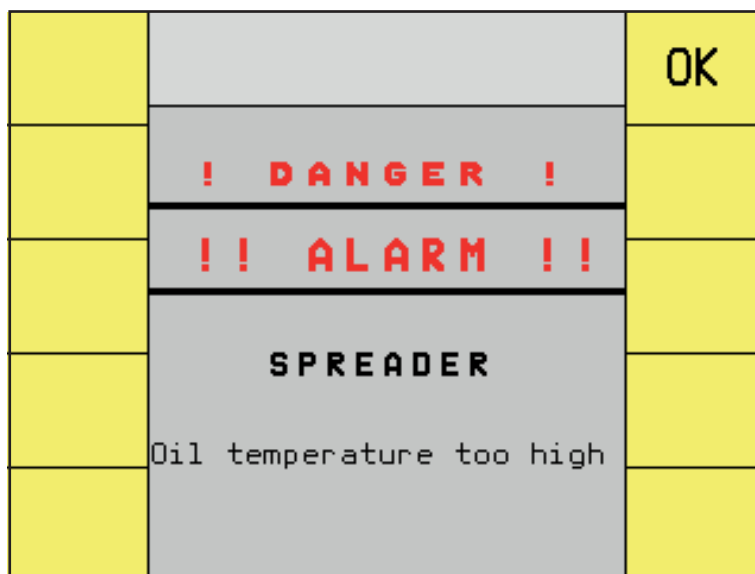 OK
! DANGER !
!! ALARM !!
SPREADER
Oil temperature too high